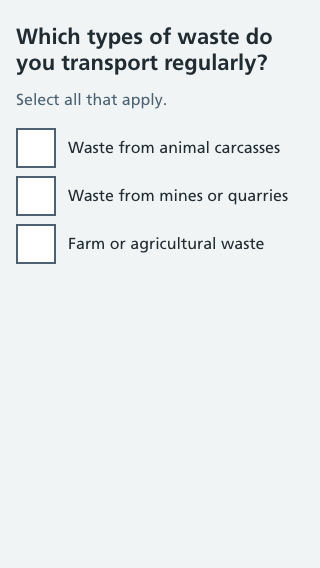 Which types of waste do
you transport regularly?
Select all that apply.
Waste from animal carcasses
Waste from mines or quarries
Farm or agricultural waste